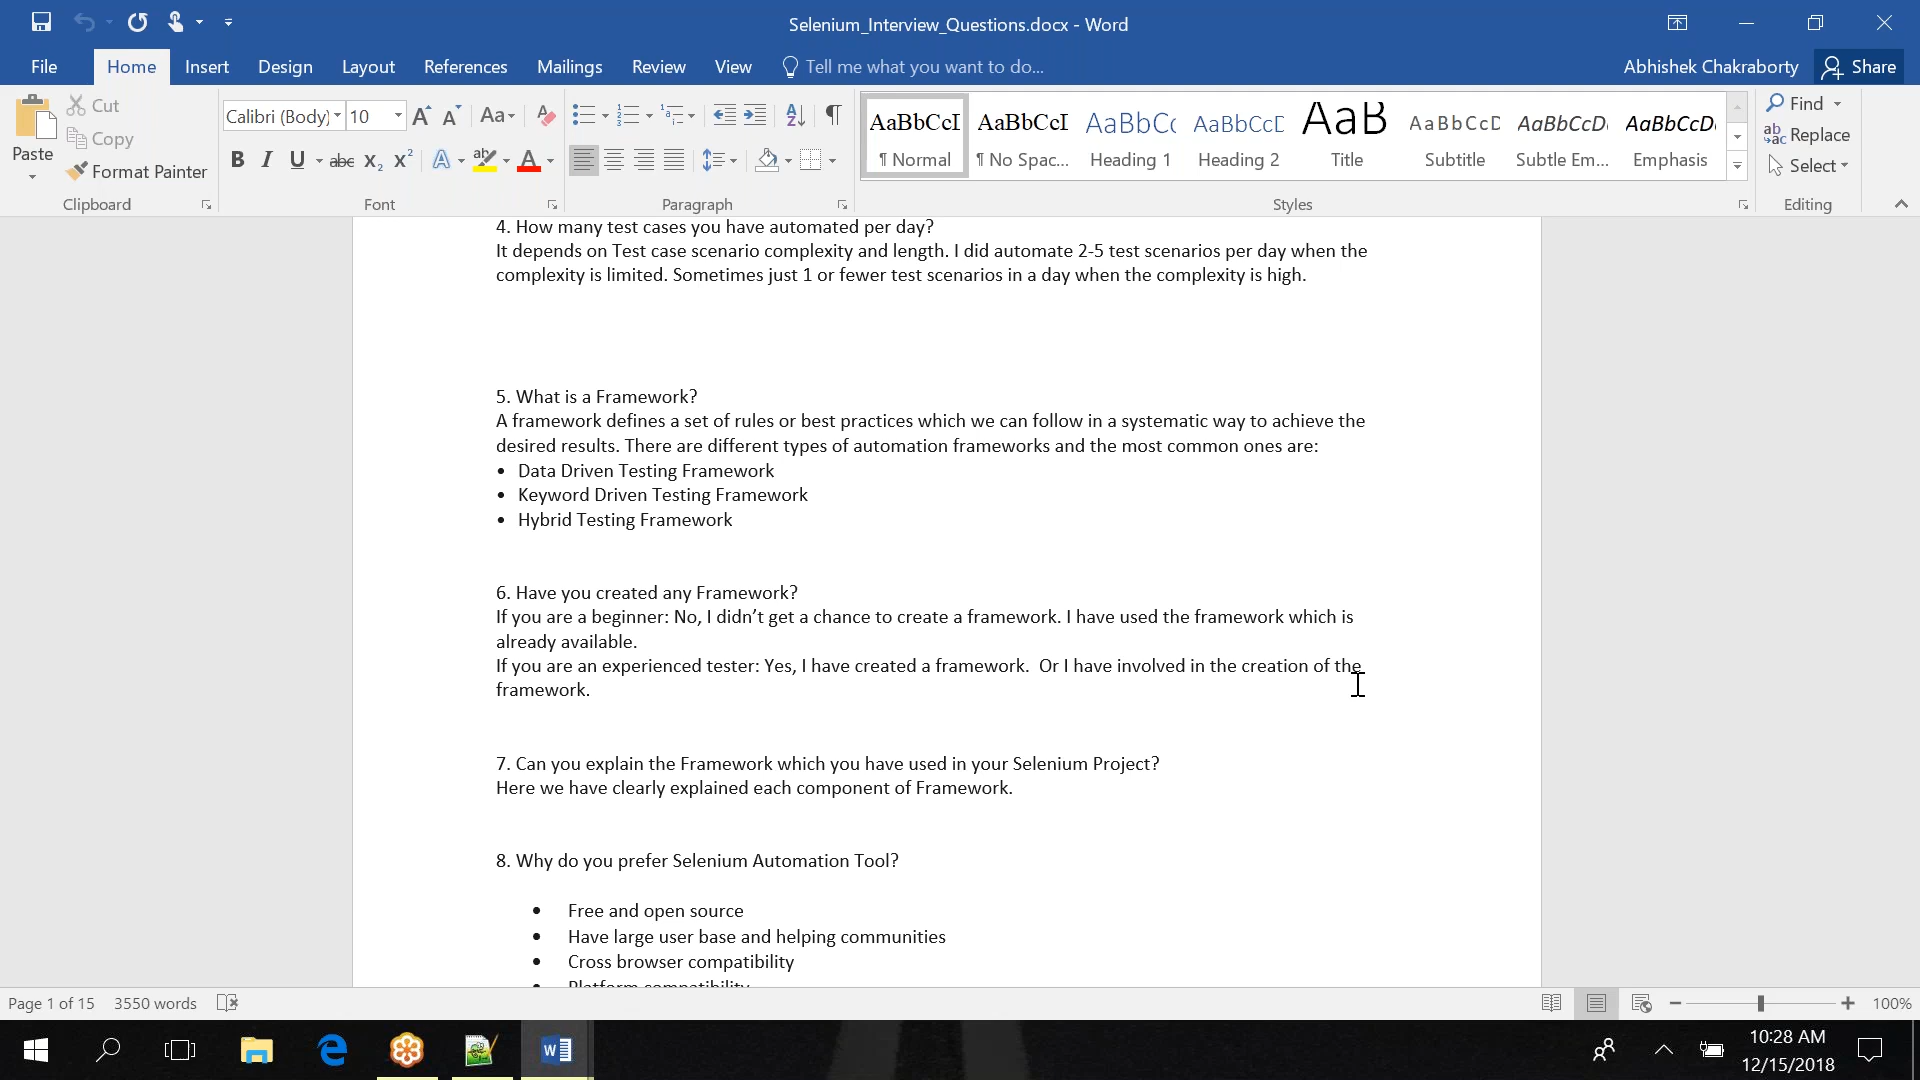 Selenium_Interview_Questions.docx - Word
File Home Insert Design Layout References Mailings Review View Tell me what you want to do... Abhishek Chakraborty Share
Paste
Cut
Copy
Format Painter
Clipboard
Calibri (Body) 10
Font
Paragraph
AaBbCcI AaBbCcI AaBbC AaBbCcD AaB AaBbCcD AaBbCcD AaBbCcD
¶ Normal ¶ No Spac... Heading 1 Heading 2 Title Subtitle Subtle Em... Emphasis
Styles
Find
Replace
Select
Editing
4. How many test cases you have automated per day?
It depends on Test case scenario complexity and length. I did automate 2-5 test scenarios per day when the
complexity is limited. Sometimes just 1 or fewer test scenarios in a day when the complexity is high.
5. What is a Framework?
A framework defines a set of rules or best practices which we can follow in a systematic way to achieve the
desired results. There are different types of automation frameworks and the most common ones are:
• Data Driven Testing Framework
• Keyword Driven Testing Framework
• Hybrid Testing Framework
6. Have you created any Framework?
If you are a beginner: No, I didn’t get a chance to create a framework. I have used the framework which is
already available.
If you are an experienced tester: Yes, I have created a framework.  Or I have involved in the creation of the
framework.
7. Can you explain the Framework which you have used in your Selenium Project?
Here we have clearly explained each component of Framework.
8. Why do you prefer Selenium Automation Tool?
• Free and open source
• Have large user base and helping communities
• Cross browser compatibility
• Platform compatibility
Page 1 of 15 3550 words 100%
10:28 AM
12/15/2018